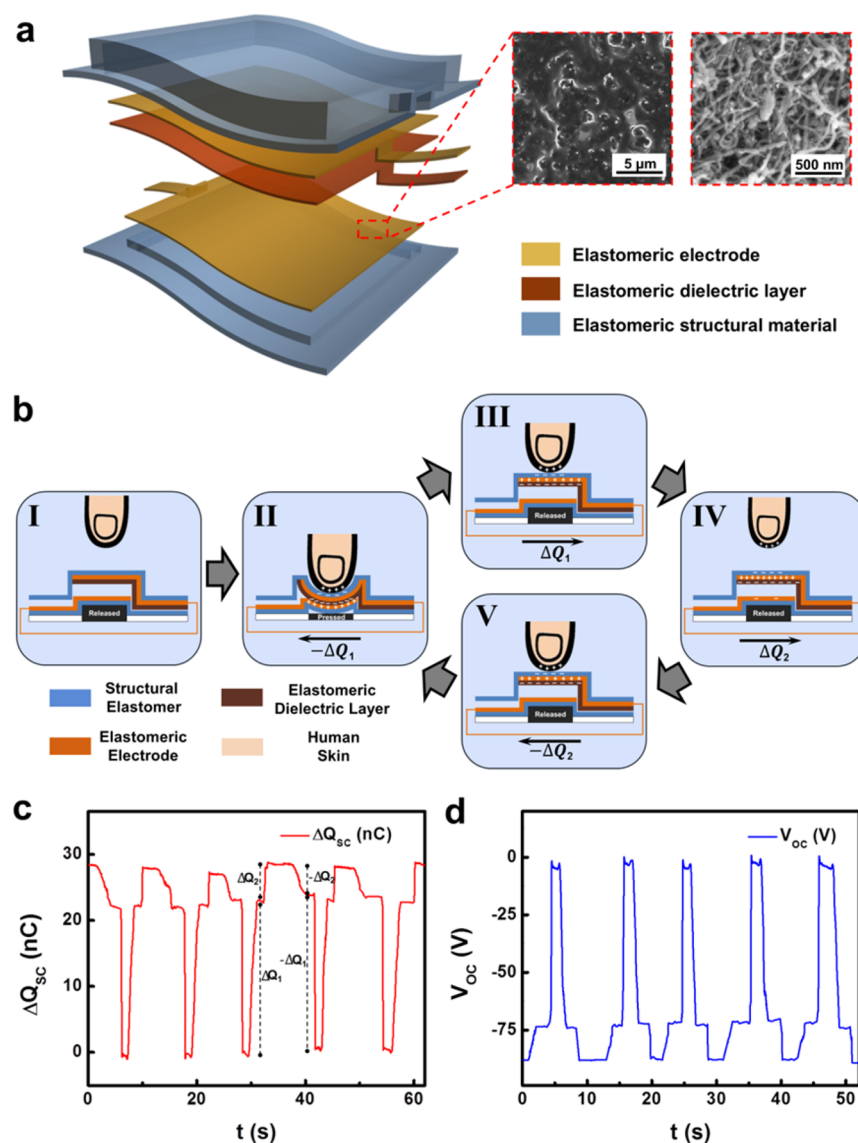 a
5 µm
500 nm
Elastomeric electrode
Elastomeric dielectric layer
Elastomeric structural material
b
I
Released
II
Pressed
−ΔQ1
III
Released
ΔQ1
IV
Released
ΔQ2
V
Released
−ΔQ2
Structural
Elastomer
Elastomeric
Dielectric Layer
Elastomeric
Electrode
Human
Skin
c
ΔQSC (nC)
ΔQ2
-ΔQ2
ΔQ1
-ΔQ1
ΔQSC (nC)
30
20
10
0
0
20
40
60
t (s)
d
VOC (V)
VOC (V)
0
-25
-50
-75
0
10
20
30
40
50
t (s)